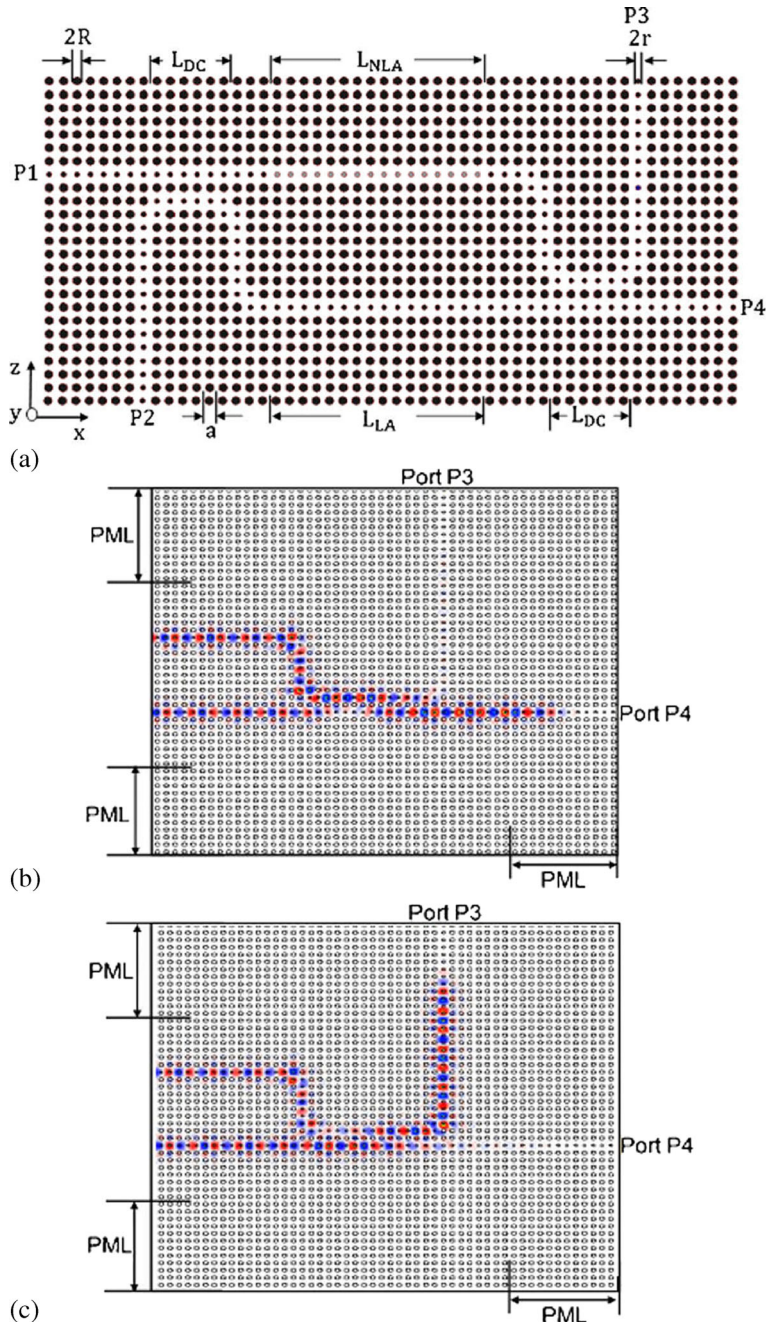 P3
2R L_DC L_NLA 2r
P1
P4
z
y x P2 a L_LA L_DC
(a)
Port P3
PML
Port P4
PML
PML
(b)
Port P3
PML
Port P4
PML
PML
(c)